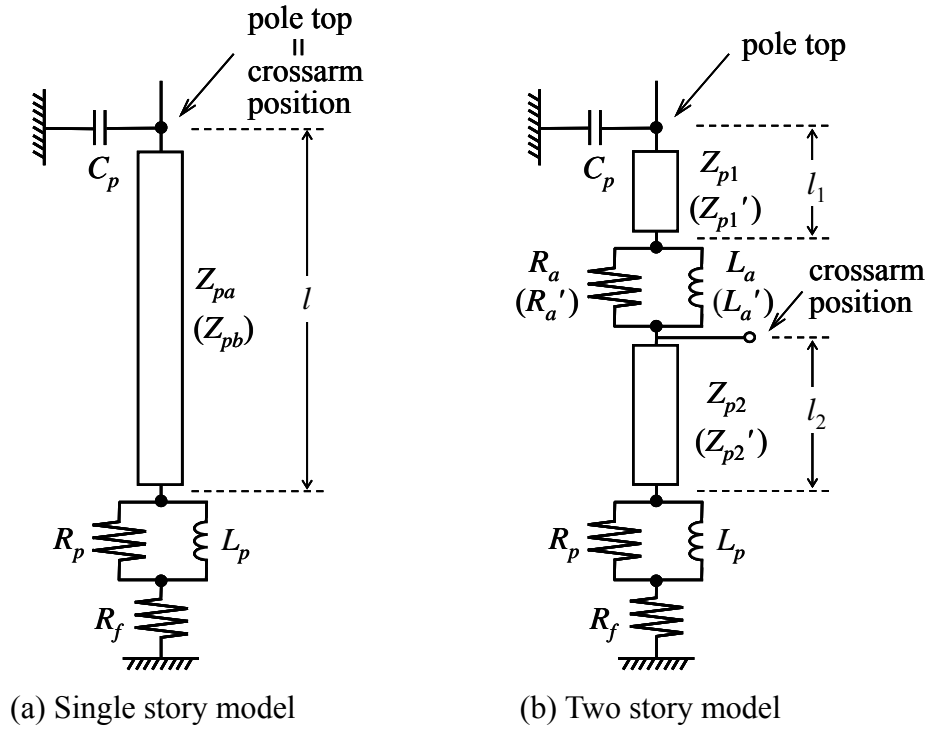 pole top
=
crossarm
position
C_p
Z_pa
(Z_pb)
l
R_p
L_p
R_f
(a) Single story model
pole top
C_p
Z_p1
(Z_p1′)
l_1
R_a
(R_a′)
L_a
(L_a′)
crossarm
position
Z_p2
(Z_p2′)
l_2
R_p
L_p
R_f
(b) Two story model